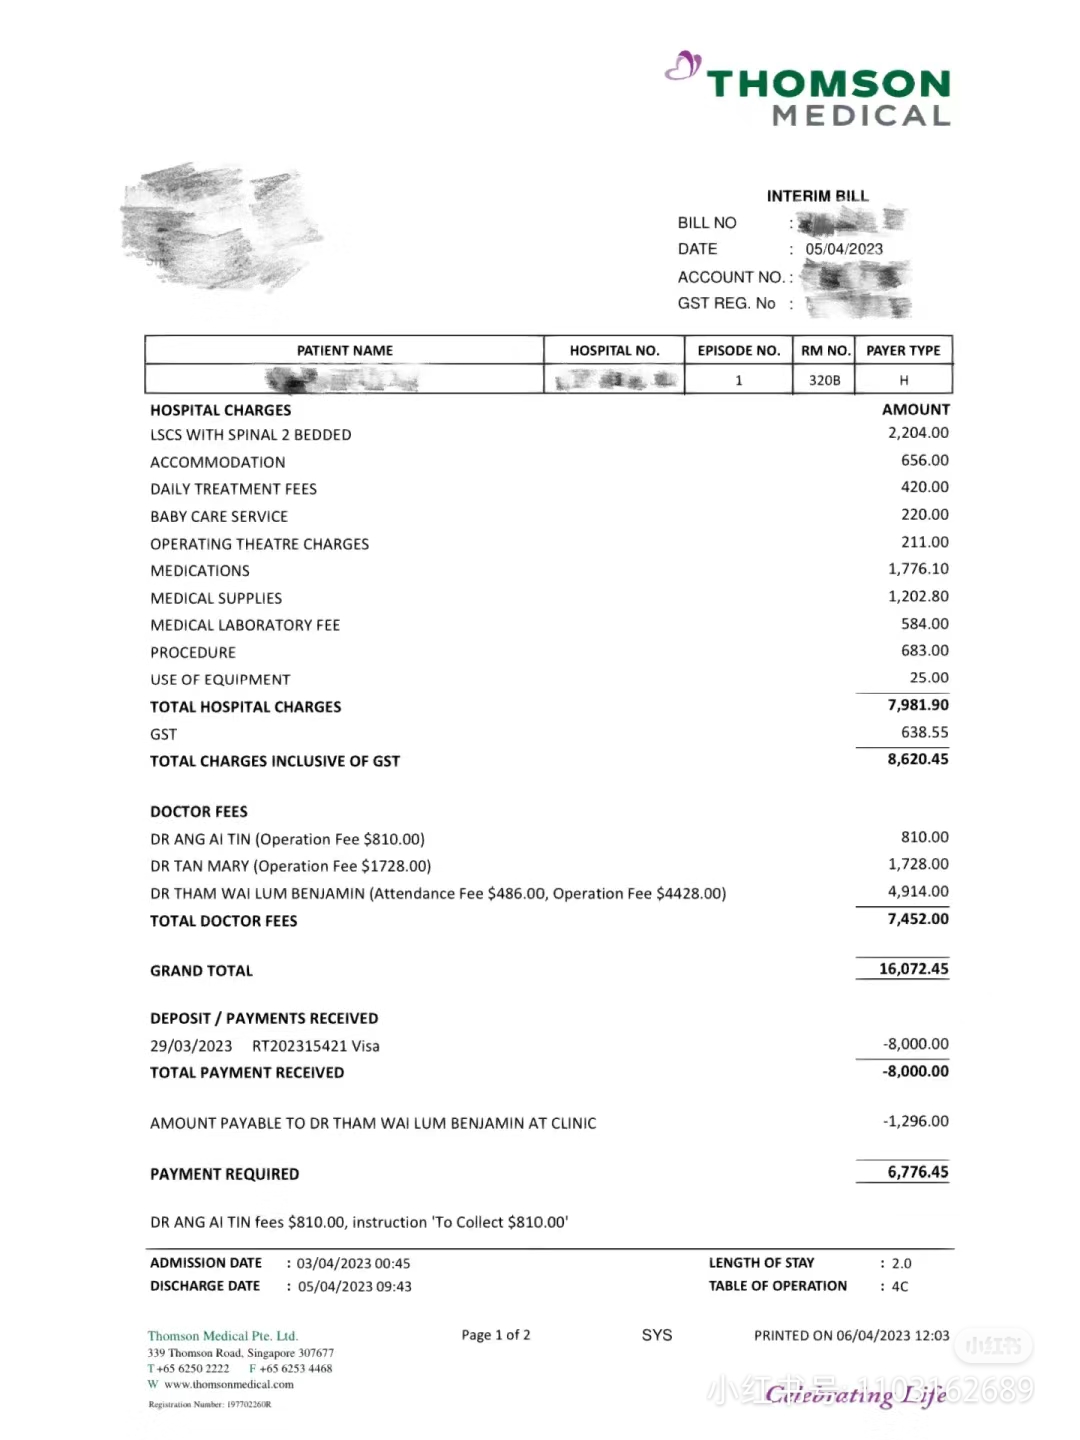 THOMSON
MEDICAL
INTERIM BILL
BILL NO :
DATE : 05/04/2023
ACCOUNT NO. :
GST REG. No :
PATIENT NAME HOSPITAL NO. EPISODE NO. RM NO. PAYER TYPE
1 320B H
HOSPITAL CHARGES AMOUNT
LSCS WITH SPINAL 2 BEDDED 2,204.00
ACCOMMODATION 656.00
DAILY TREATMENT FEES 420.00
BABY CARE SERVICE 220.00
OPERATING THEATRE CHARGES 211.00
MEDICATIONS 1,776.10
MEDICAL SUPPLIES 1,202.80
MEDICAL LABORATORY FEE 584.00
PROCEDURE 683.00
USE OF EQUIPMENT 25.00
TOTAL HOSPITAL CHARGES 7,981.90
GST 638.55
TOTAL CHARGES INCLUSIVE OF GST 8,620.45
DOCTOR FEES
DR ANG AI TIN (Operation Fee $810.00) 810.00
DR TAN MARY (Operation Fee $1728.00) 1,728.00
DR THAM WAI LUM BENJAMIN (Attendance Fee $486.00, Operation Fee $4428.00) 4,914.00
TOTAL DOCTOR FEES 7,452.00
GRAND TOTAL 16,072.45
DEPOSIT / PAYMENTS RECEIVED
29/03/2023 RT202315421 Visa -8,000.00
TOTAL PAYMENT RECEIVED -8,000.00
AMOUNT PAYABLE TO DR THAM WAI LUM BENJAMIN AT CLINIC -1,296.00
PAYMENT REQUIRED 6,776.45
DR ANG AI TIN fees $810.00, instruction 'To Collect $810.00'
ADMISSION DATE : 03/04/2023 00:45 LENGTH OF STAY : 2.0
DISCHARGE DATE : 05/04/2023 09:43 TABLE OF OPERATION : 4C
Thomson Medical Pte. Ltd. Page 1 of 2 SYS PRINTED ON 06/04/2023 12:03
339 Thomson Road, Singapore 307677
T +65 6250 2222 F +65 6253 4468
W www.thomsonmedical.com
Registration Number: 197702260R
Celebrating Life
小红书
小红书号 1103162689